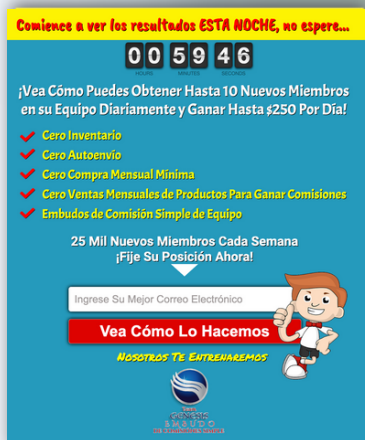 Comience a ver los resultados ESTA NOCHE, no espere...
00 59 46
HOURS MINUTES SECONDS
¡Vea Cómo Puedes Obtener Hasta 10 Nuevos Miembros
en su Equipo Diariamente y Ganar Hasta $250 Por Día!
Cero Inventario
Cero Autoenvío
Cero Compra Mensual Mínima
Cero Ventas Mensuales de Productos Para Ganar Comisiones
Embudos de Comisión Simple de Equipo
25 Mil Nuevos Miembros Cada Semana
¡Fije Su Posición Ahora!
Ingrese Su Mejor Correo Electrónico
Vea Cómo Lo Hacemos
Nosotros Te Entrenaremos
GENESIS
EMBUDO